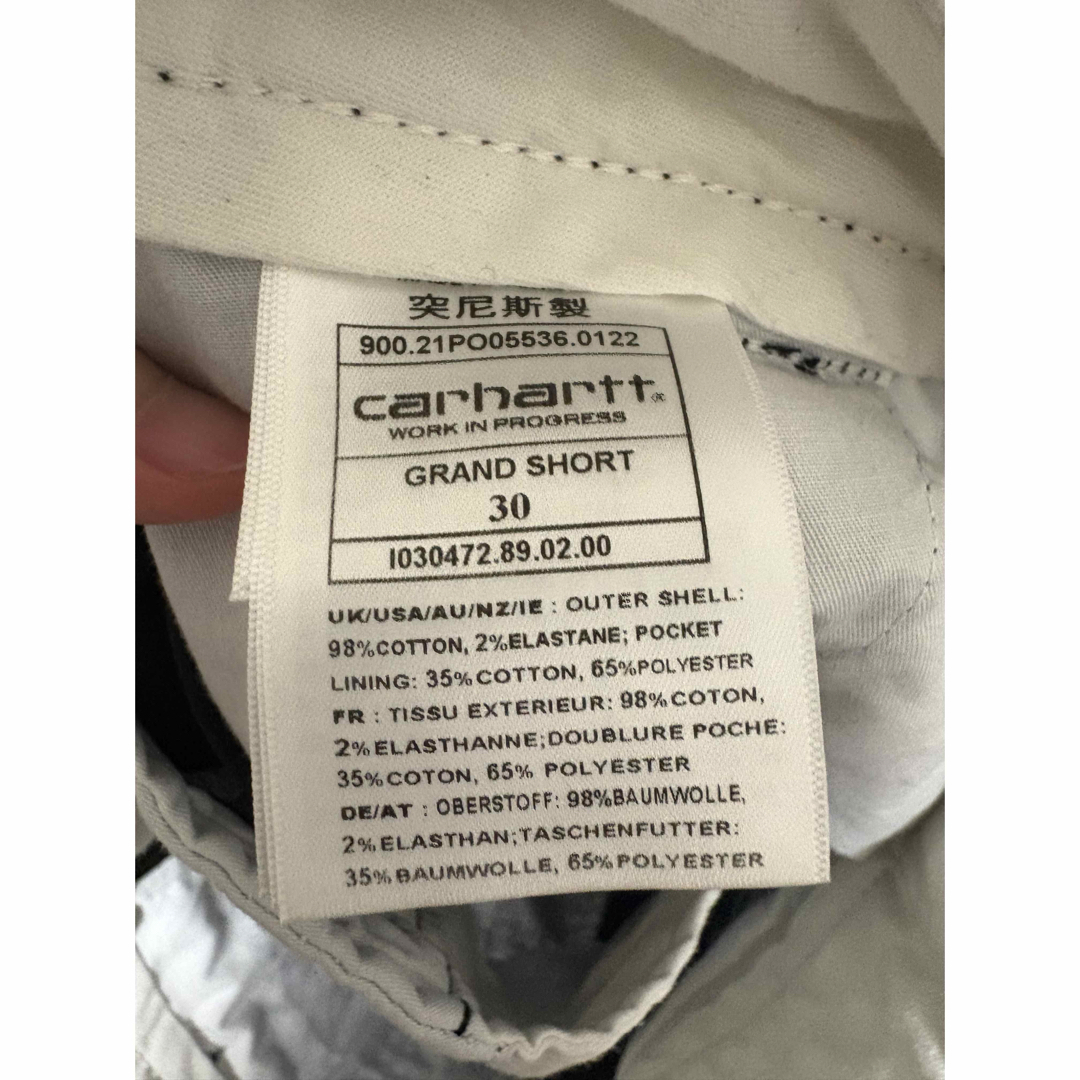 突尼斯製
900.21PO05536.0122
carhartt®
WORK IN PROGRESS
GRAND SHORT
30
I030472.89.02.00
UK/USA/AU/NZ/IE : OUTER SHELL:
98%COTTON, 2%ELASTANE; POCKET
LINING: 35%COTTON, 65%POLYESTER
FR : TISSU EXTERIEUR: 98%COTON,
2%ELASTHANNE;DOUBLURE POCHE:
35%COTON, 65% POLYESTER
DE/AT : OBERSTOFF: 98%BAUMWOLLE,
2%ELASTHAN;TASCHENFUTTER:
35%BAUMWOLLE, 65%POLYESTER